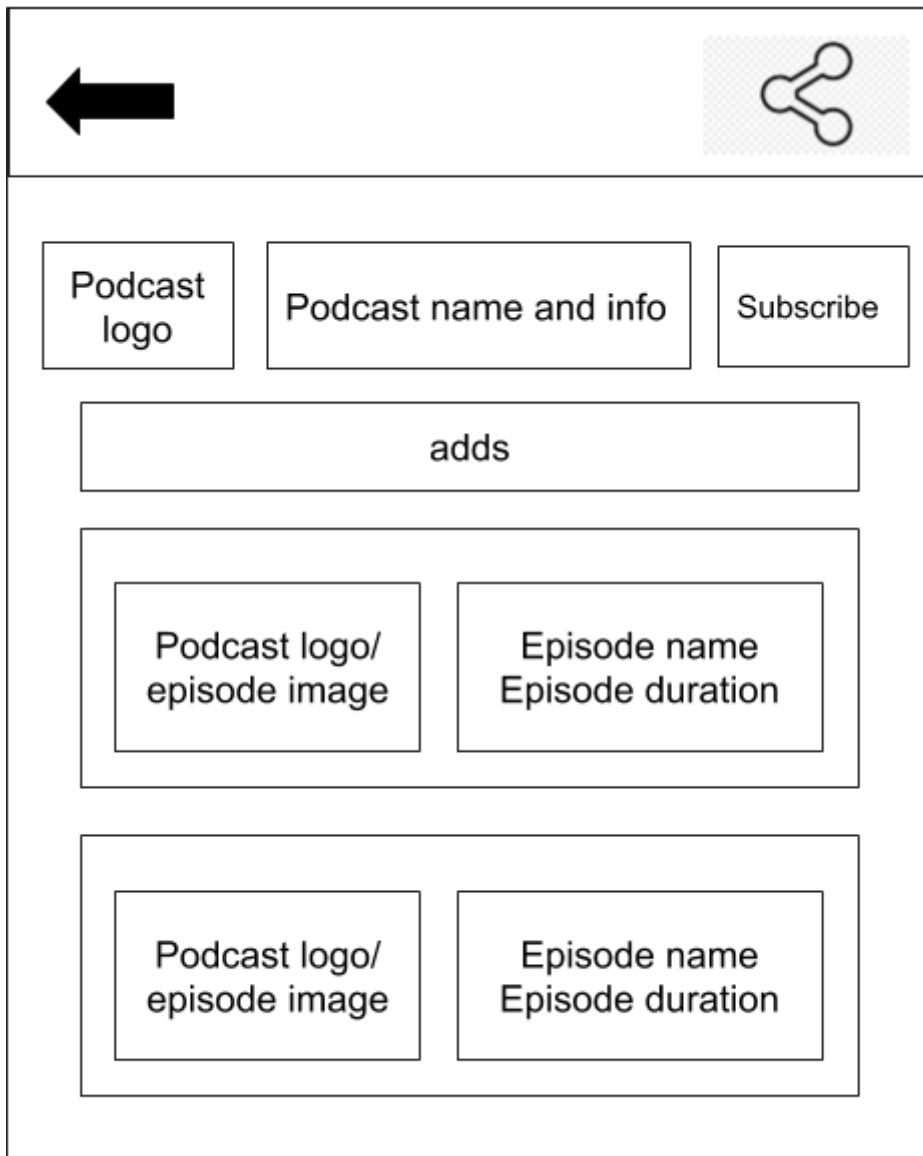 Podcast
logo
Podcast name and info
Subscribe
adds
Podcast logo/
episode image
Episode name
Episode duration
Podcast logo/
episode image
Episode name
Episode duration